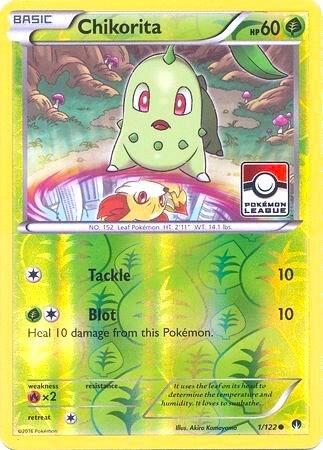 BASIC
Chikorita
HP60
POKÉMON
LEAGUE
NO. 152 Leaf Pokémon. HT. 2'11" WT. 14.1 lbs.
Tackle 10
Blot 10
Heal 10 damage from this Pokémon.
weakness resistance
×2
retreat
It uses the leaf on its head to
determine the temperature and
humidity. It loves to sunbathe.
©2016 Pokémon
Illus. Akira Komayama
1/122